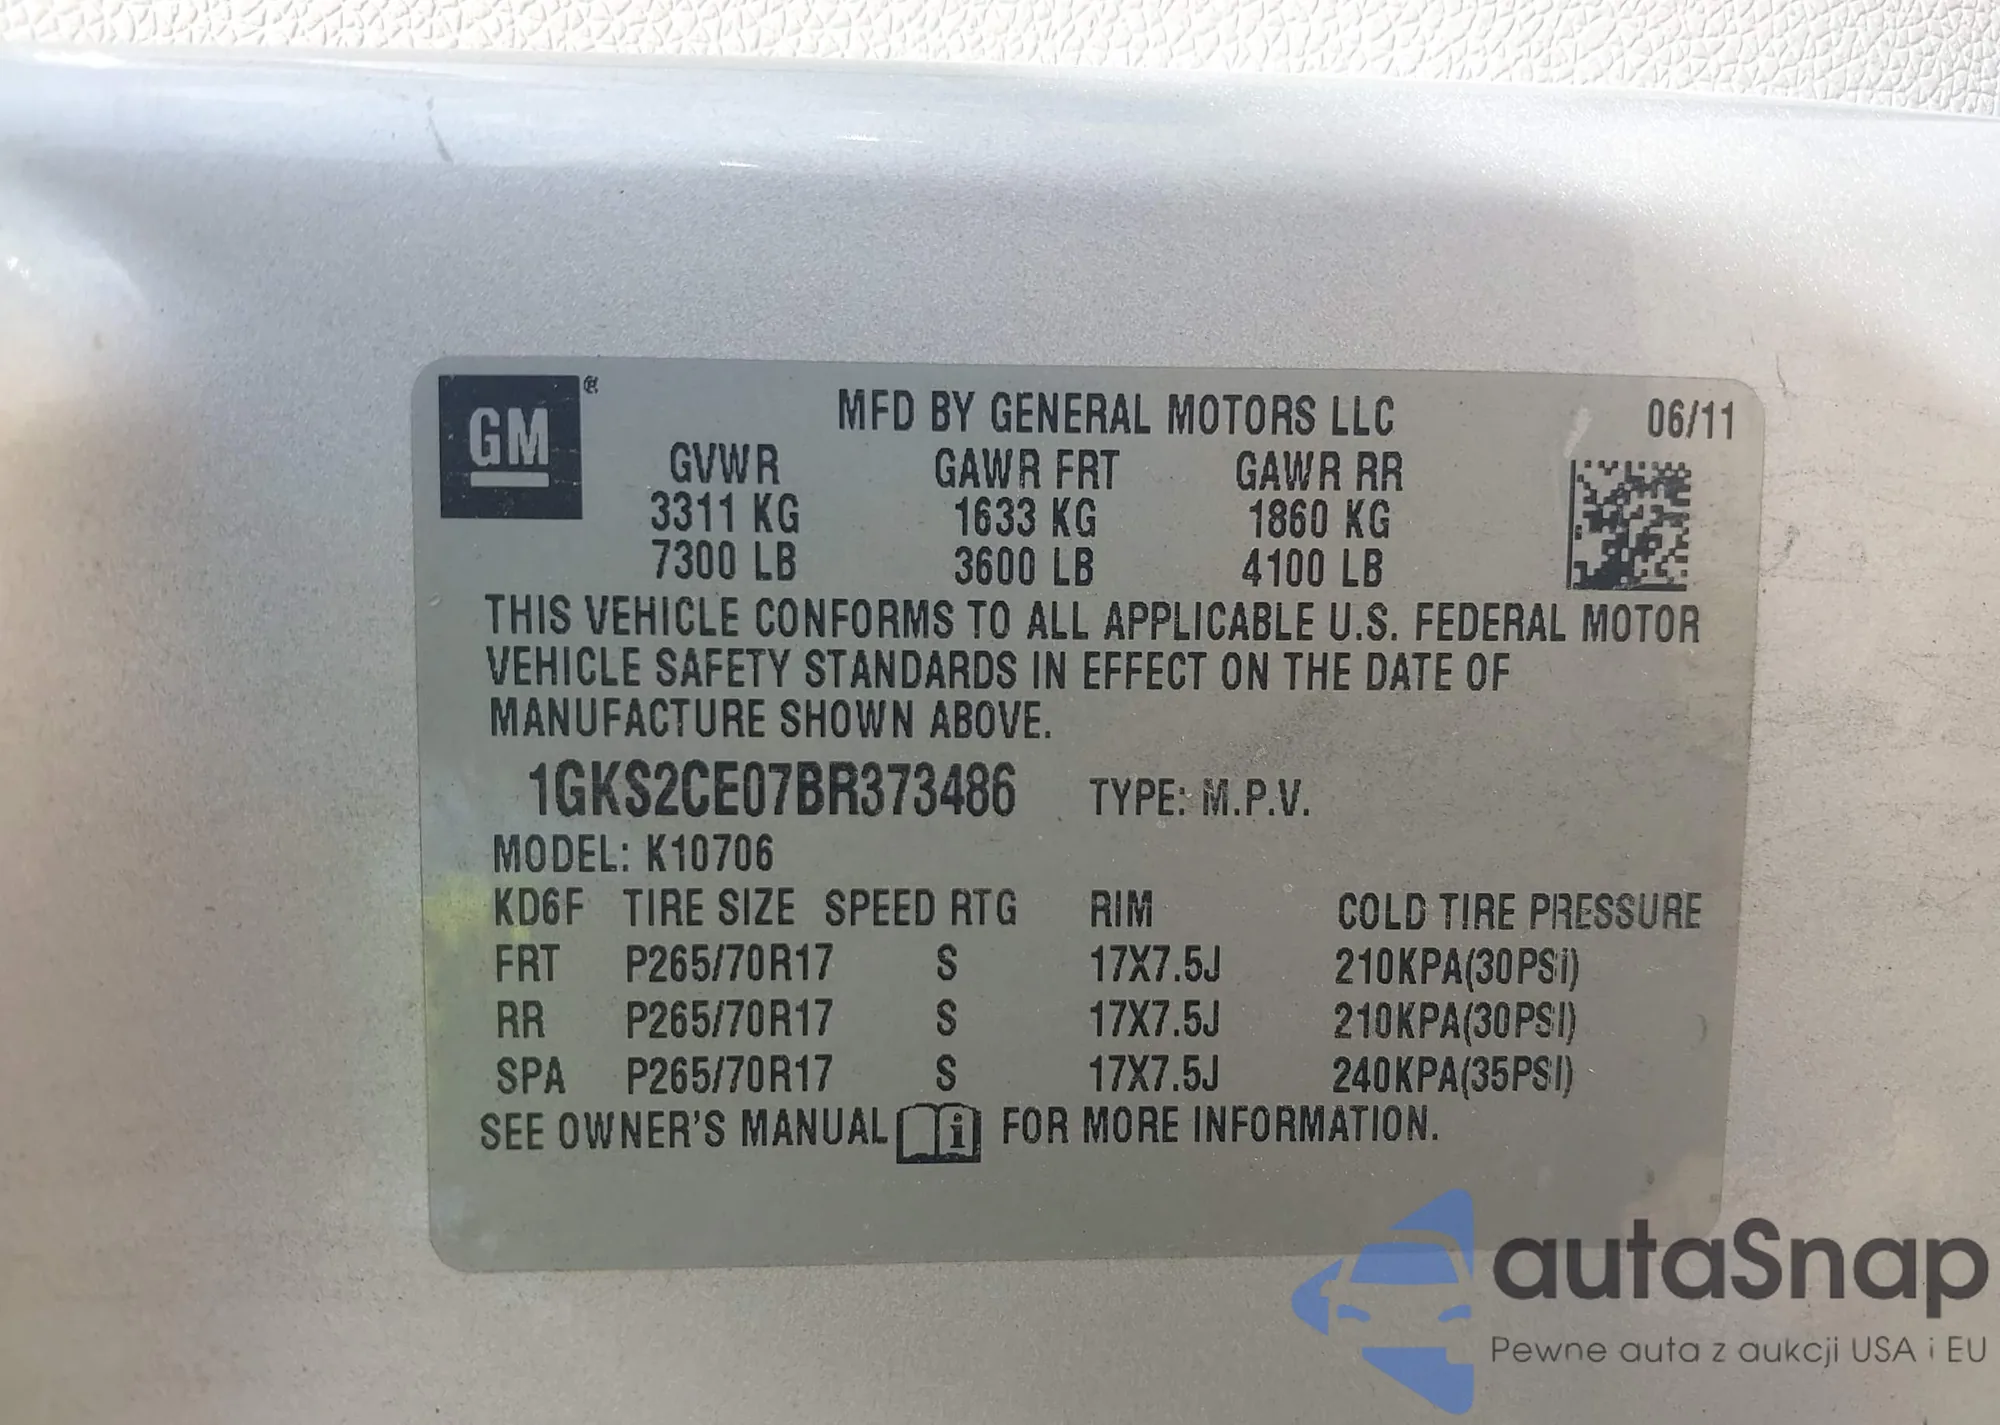 GM ®
MFD BY GENERAL MOTORS LLC 06/11
GVWR GAWR FRT GAWR RR
3311 KG 1633 KG 1860 KG
7300 LB 3600 LB 4100 LB
THIS VEHICLE CONFORMS TO ALL APPLICABLE U.S. FEDERAL MOTOR
VEHICLE SAFETY STANDARDS IN EFFECT ON THE DATE OF
MANUFACTURE SHOWN ABOVE.
1GKS2CE07BR373486 TYPE: M.P.V.
MODEL: K10706
KD6F TIRE SIZE SPEED RTG RIM COLD TIRE PRESSURE
FRT P265/70R17 S 17X7.5J 210KPA(30PSI)
RR P265/70R17 S 17X7.5J 210KPA(30PSI)
SPA P265/70R17 S 17X7.5J 240KPA(35PSI)
SEE OWNER'S MANUAL i FOR MORE INFORMATION.
autaSnap
Pewne auta z aukcji USA i EU